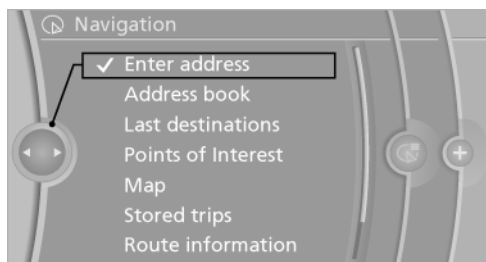 Navigation
✓ Enter address
Address book
Last destinations
Points of Interest
Map
Stored trips
Route information